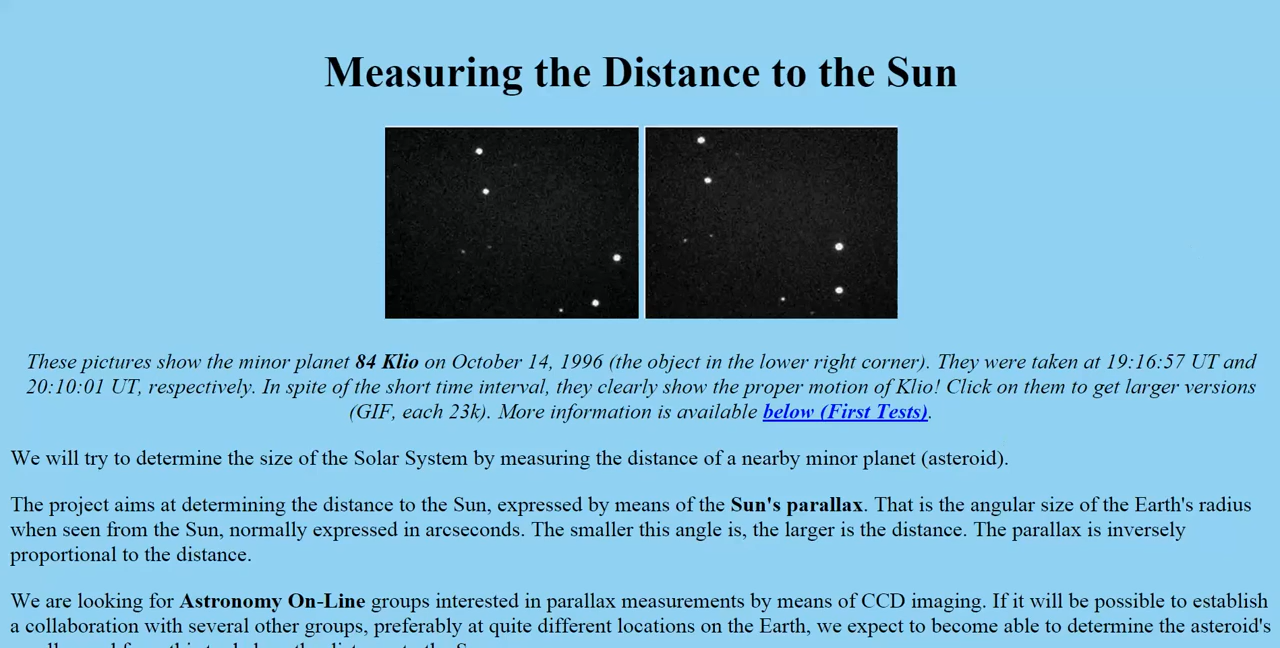 Measuring the Distance to the Sun
These pictures show the minor planet 84 Klio on October 14, 1996 (the object in the lower right corner). They were taken at 19:16:57 UT and
20:10:01 UT, respectively. In spite of the short time interval, they clearly show the proper motion of Klio! Click on them to get larger versions
(GIF, each 23k). More information is available below (First Tests).
We will try to determine the size of the Solar System by measuring the distance of a nearby minor planet (asteroid).
The project aims at determining the distance to the Sun, expressed by means of the Sun's parallax. That is the angular size of the Earth's radius
when seen from the Sun, normally expressed in arcseconds. The smaller this angle is, the larger is the distance. The parallax is inversely
proportional to the distance.
We are looking for Astronomy On-Line groups interested in parallax measurements by means of CCD imaging. If it will be possible to establish
a collaboration with several other groups, preferably at quite different locations on the Earth, we expect to become able to determine the asteroid's